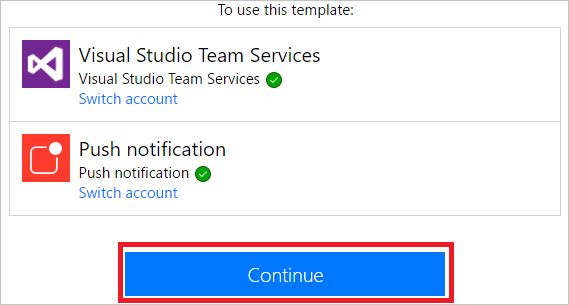 To use this template:
Visual Studio Team Services
Visual Studio Team Services
Switch account
Push notification
Push notification
Switch account
Continue